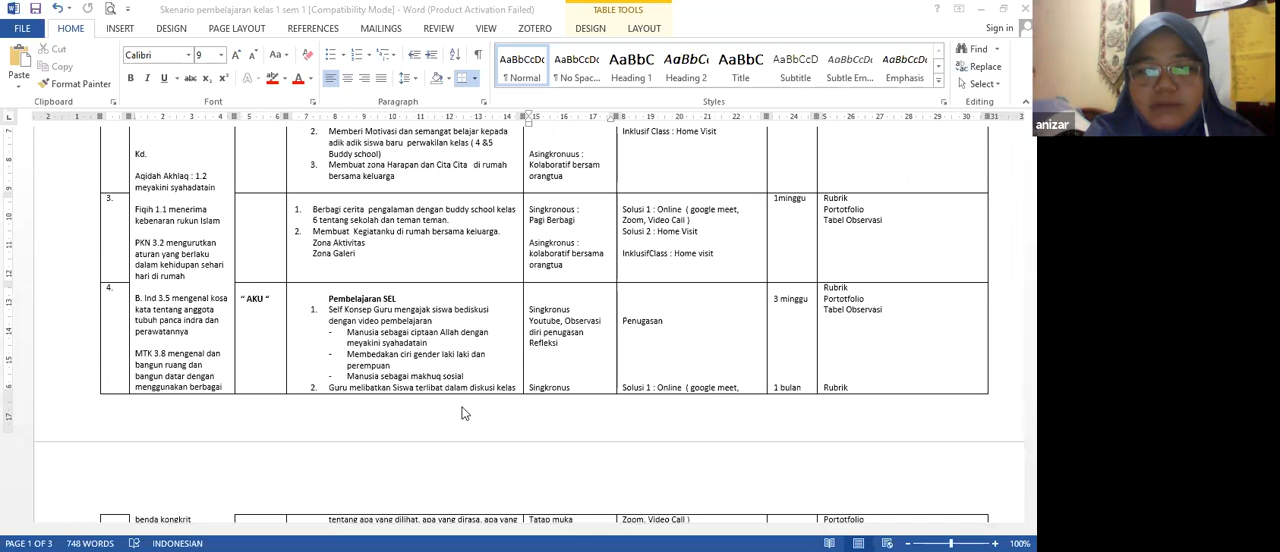 Skenario pembelajaran kelas 1 sem 1 [Compatibility Mode] - Word (Product Activation Failed)
TABLE TOOLS
FILE HOME INSERT DESIGN PAGE LAYOUT REFERENCES MAILINGS REVIEW VIEW ZOTERO DESIGN LAYOUT
Sign in
Paste
Cut
Copy
Format Painter
Clipboard
Calibri 9
Font
Paragraph
AaBbCcDc AaBbCcDc AaBbC AaBbCc AaBbC AaBbCcD AaBbCcDc AaBbCcDc
¶ Normal ¶ No Spac... Heading 1 Heading 2 Title Subtitle Subtle Em... Emphasis
Styles
Find
Replace
Select
Editing
anizar
2. Memberi Motivasi dan semangat belajar kepada
adik adik siswa baru perwakilan kelas ( 4 &5
Buddy school)
3. Membuat zona Harapan dan Cita Cita di rumah
bersama keluarga
Kd.
Aqidah Akhlaq : 1.2
meyakini syahadatain
Asingkronuus :
Kolaboratif bersam
orangtua
Inklusif Class : Home Visit
3.
Fiqih 1.1 menerima
kebenaran rukun Islam
PKN 3.2 mengurutkan
aturan yang berlaku
dalam kehidupan sehari
hari di rumah
1. Berbagi cerita pengalaman dengan buddy school kelas
6 tentang sekolah dan teman teman.
2. Membuat Kegiatanku di rumah bersama keiuarga.
Zona Aktivitas
Zona Galeri
Singkronous :
Pagi Berbagi
Asingkronus :
kolaboratif bersama
orangtua
Solusi 1 : Online ( google meet,
Zoom, Video Call )
Solusi 2 : Home Visit
InklusifClass : Home visit
1minggu
Rubrik
Portotfolio
Tabel Observasi
4.
B. Ind 3.5 mengenal kosa
kata tentang anggota
tubuh panca indra dan
perawatannya
MTK 3.8 mengenal dan
bangun ruang dan
bangun datar dengan
menggunakan berbagai
“ AKU “
Pembelajaran SEL
1. Self Konsep Guru mengajak siswa bediskusi
dengan video pembelajaran
- Manusia sebagai ciptaan Allah dengan
meyakini syahadatain
- Membedakan ciri gender laki laki dan
perempuan
- Manusia sebagai makhuq sosial
2. Guru melibatkan Siswa terlibat dalam diskusi kelas
Singkronus
Youtube, Observasi
diri penugasan
Refleksi
Singkronus
Penugasan
Solusi 1 : Online ( google meet,
3 minggu
1 bulan
Rubrik
Portotfolio
Tabel Observasi
Rubrik
benda kongkrit
tentang apa yang dilihat, apa yang dirasa, apa yang
Tatap muka
Zoom, Video Call )
Portotfolio
PAGE 1 OF 3 748 WORDS INDONESIAN 100%